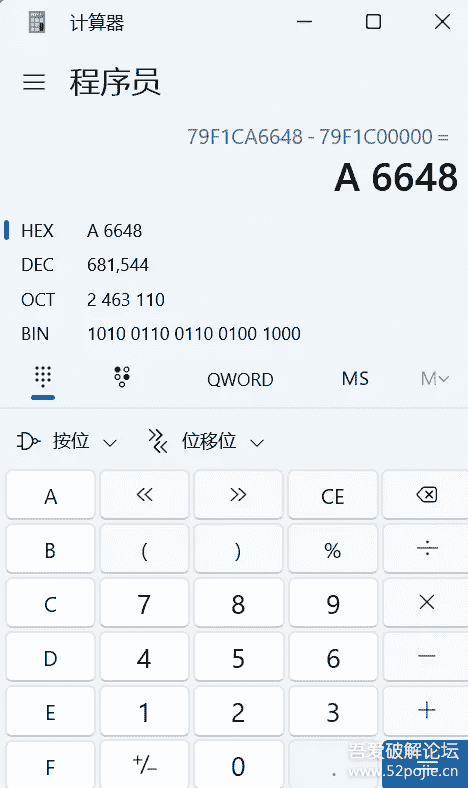 计算器
程序员
79F1CA6648 - 79F1C00000 =
A 6648
HEX A 6648
DEC 681,544
OCT 2 463 110
BIN 1010 0110 0110 0100 1000
QWORD MS M
按位 位移位
A << >> CE
B ( ) % ÷
C 7 8 9 ×
D 4 5 6 −
E 1 2 3 +
F +/− 0 . =
吾爱破解论坛
www.52pojie.cn